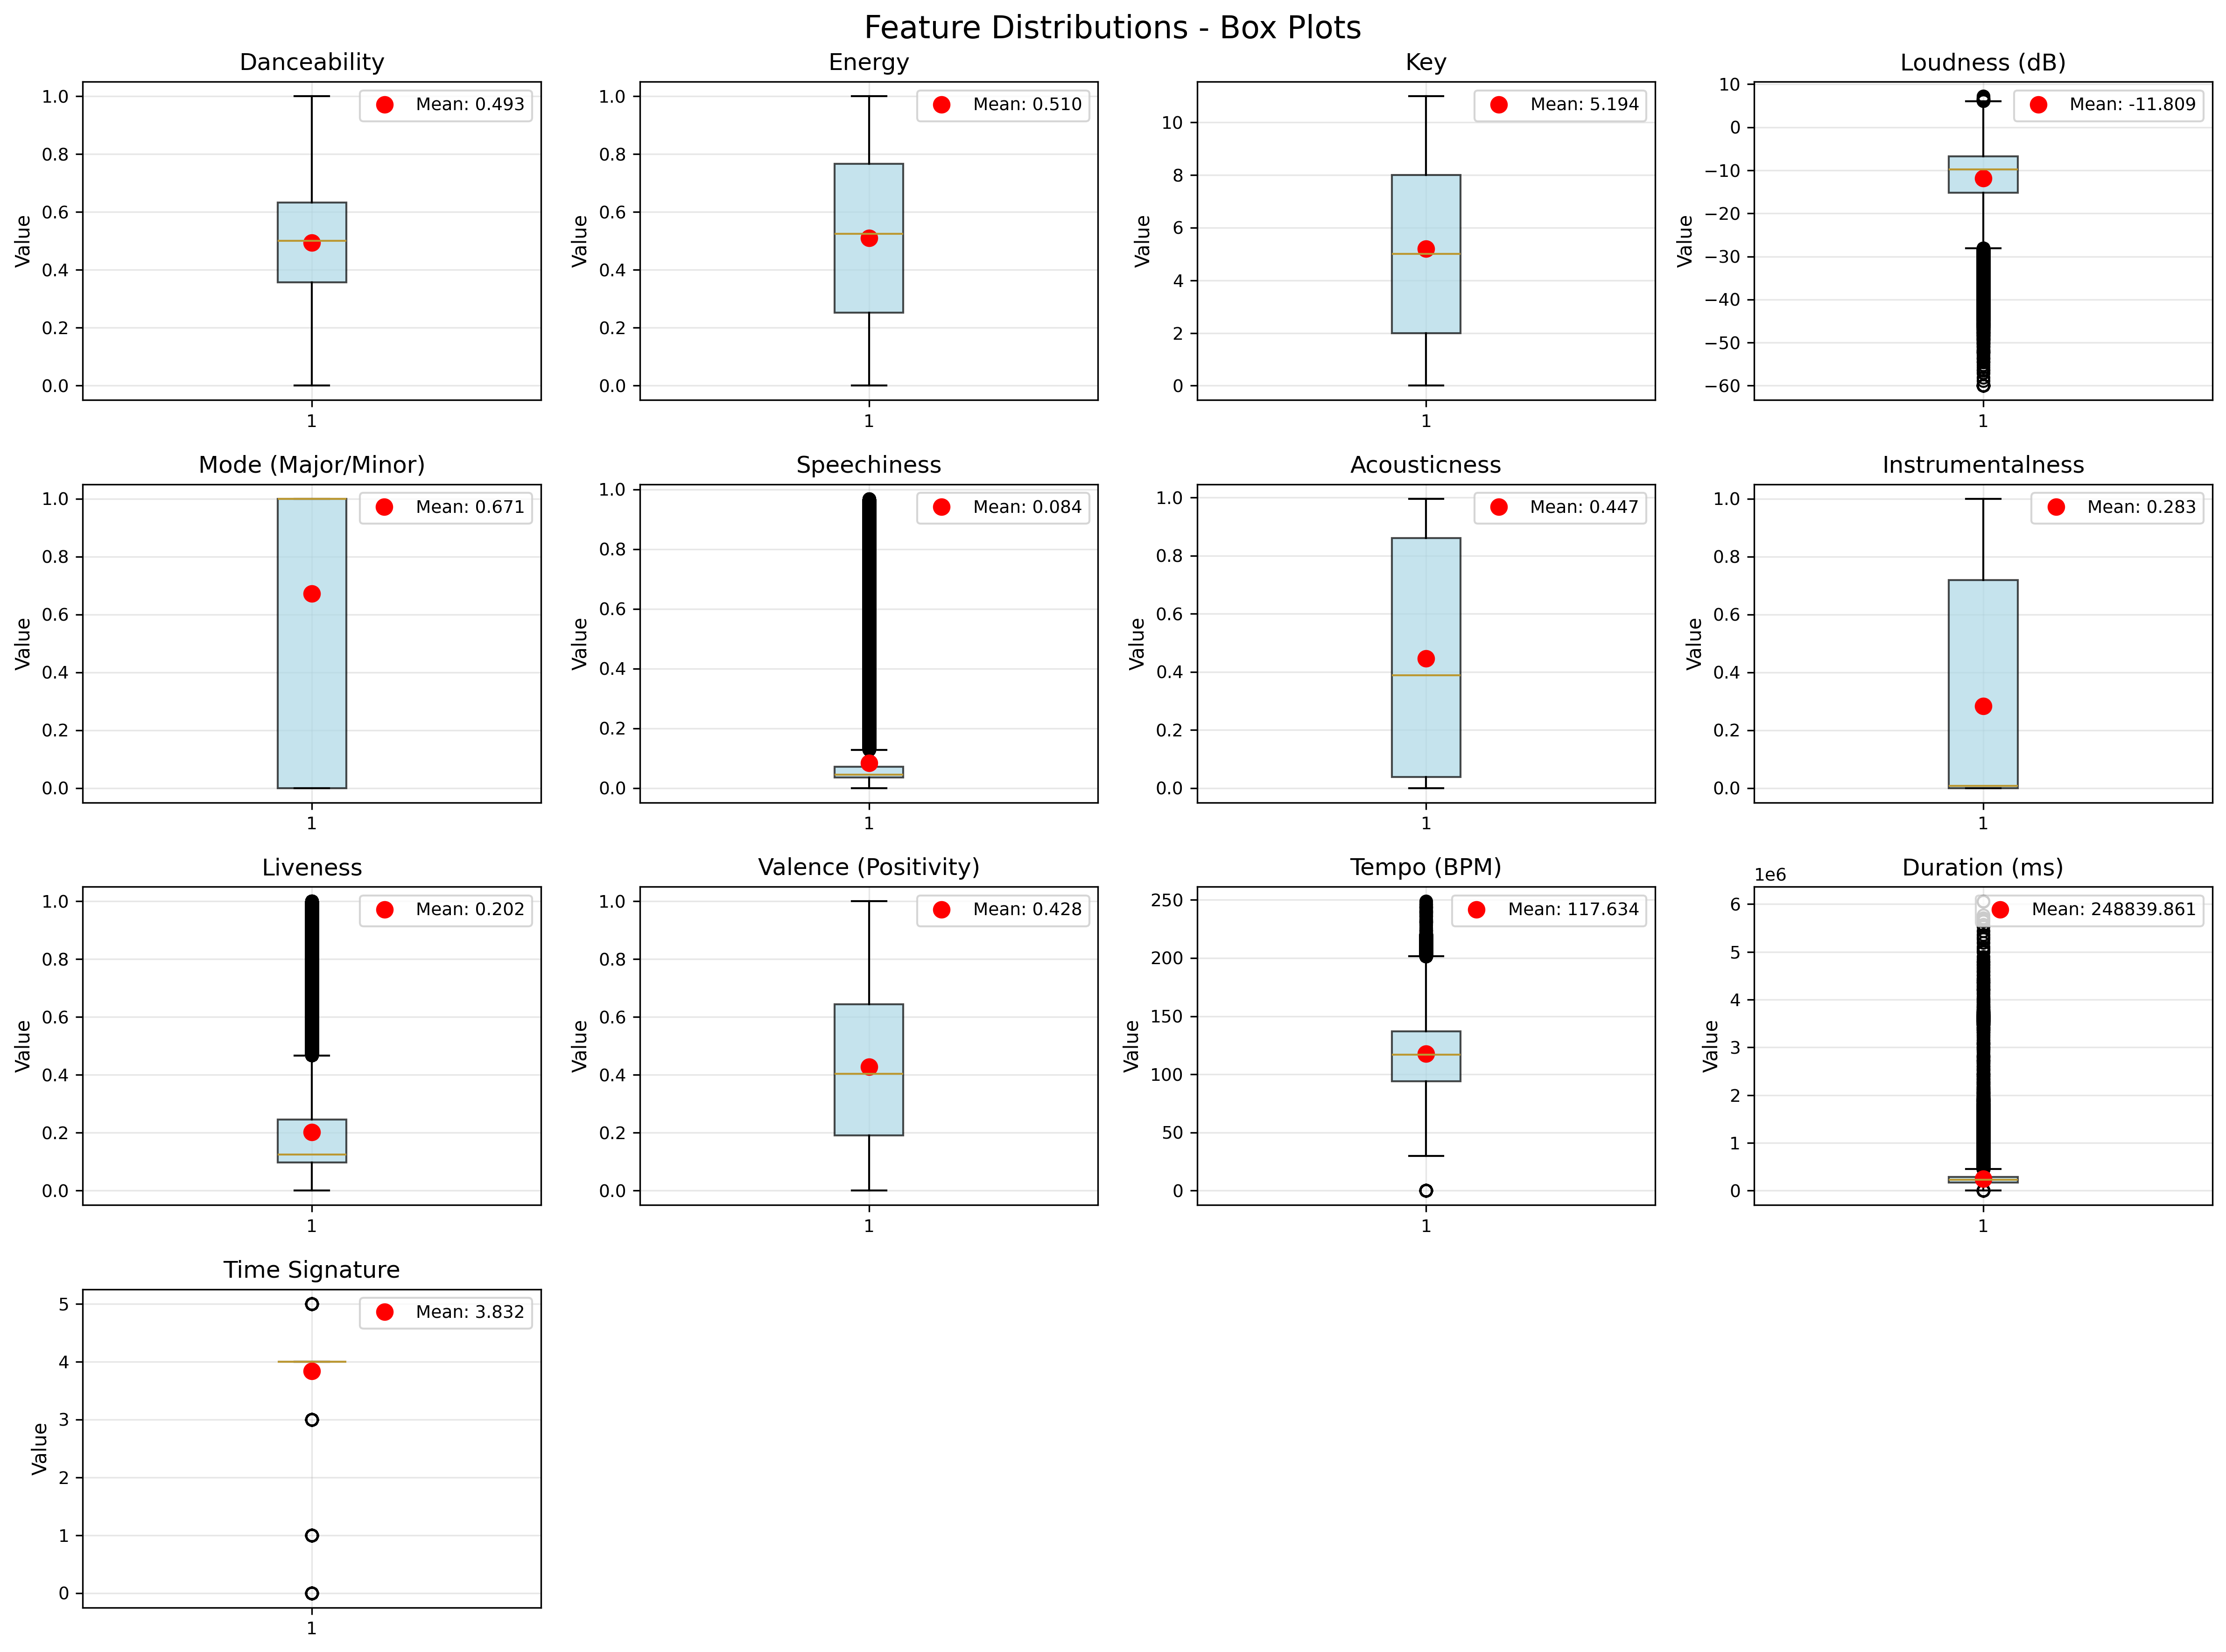 Feature Distributions - Box Plots
Danceability
Value
1.0
0.8
0.6
0.4
0.2
0.0
1
Mean: 0.493
Energy
Value
1.0
0.8
0.6
0.4
0.2
0.0
1
Mean: 0.510
Key
Value
10
8
6
4
2
0
1
Mean: 5.194
Loudness (dB)
Value
10
0
−10
−20
−30
−40
−50
−60
1
Mean: -11.809
Mode (Major/Minor)
Value
1.0
0.8
0.6
0.4
0.2
0.0
1
Mean: 0.671
Speechiness
Value
1.0
0.8
0.6
0.4
0.2
0.0
1
Mean: 0.084
Acousticness
Value
1.0
0.8
0.6
0.4
0.2
0.0
1
Mean: 0.447
Instrumentalness
Value
1.0
0.8
0.6
0.4
0.2
0.0
1
Mean: 0.283
Liveness
Value
1.0
0.8
0.6
0.4
0.2
0.0
1
Mean: 0.202
Valence (Positivity)
Value
1.0
0.8
0.6
0.4
0.2
0.0
1
Mean: 0.428
Tempo (BPM)
Value
250
200
150
100
50
0
1
Mean: 117.634
Duration (ms)
1e6
Value
6
5
4
3
2
1
0
1
Mean: 248839.861
Time Signature
Value
5
4
3
2
1
0
1
Mean: 3.832